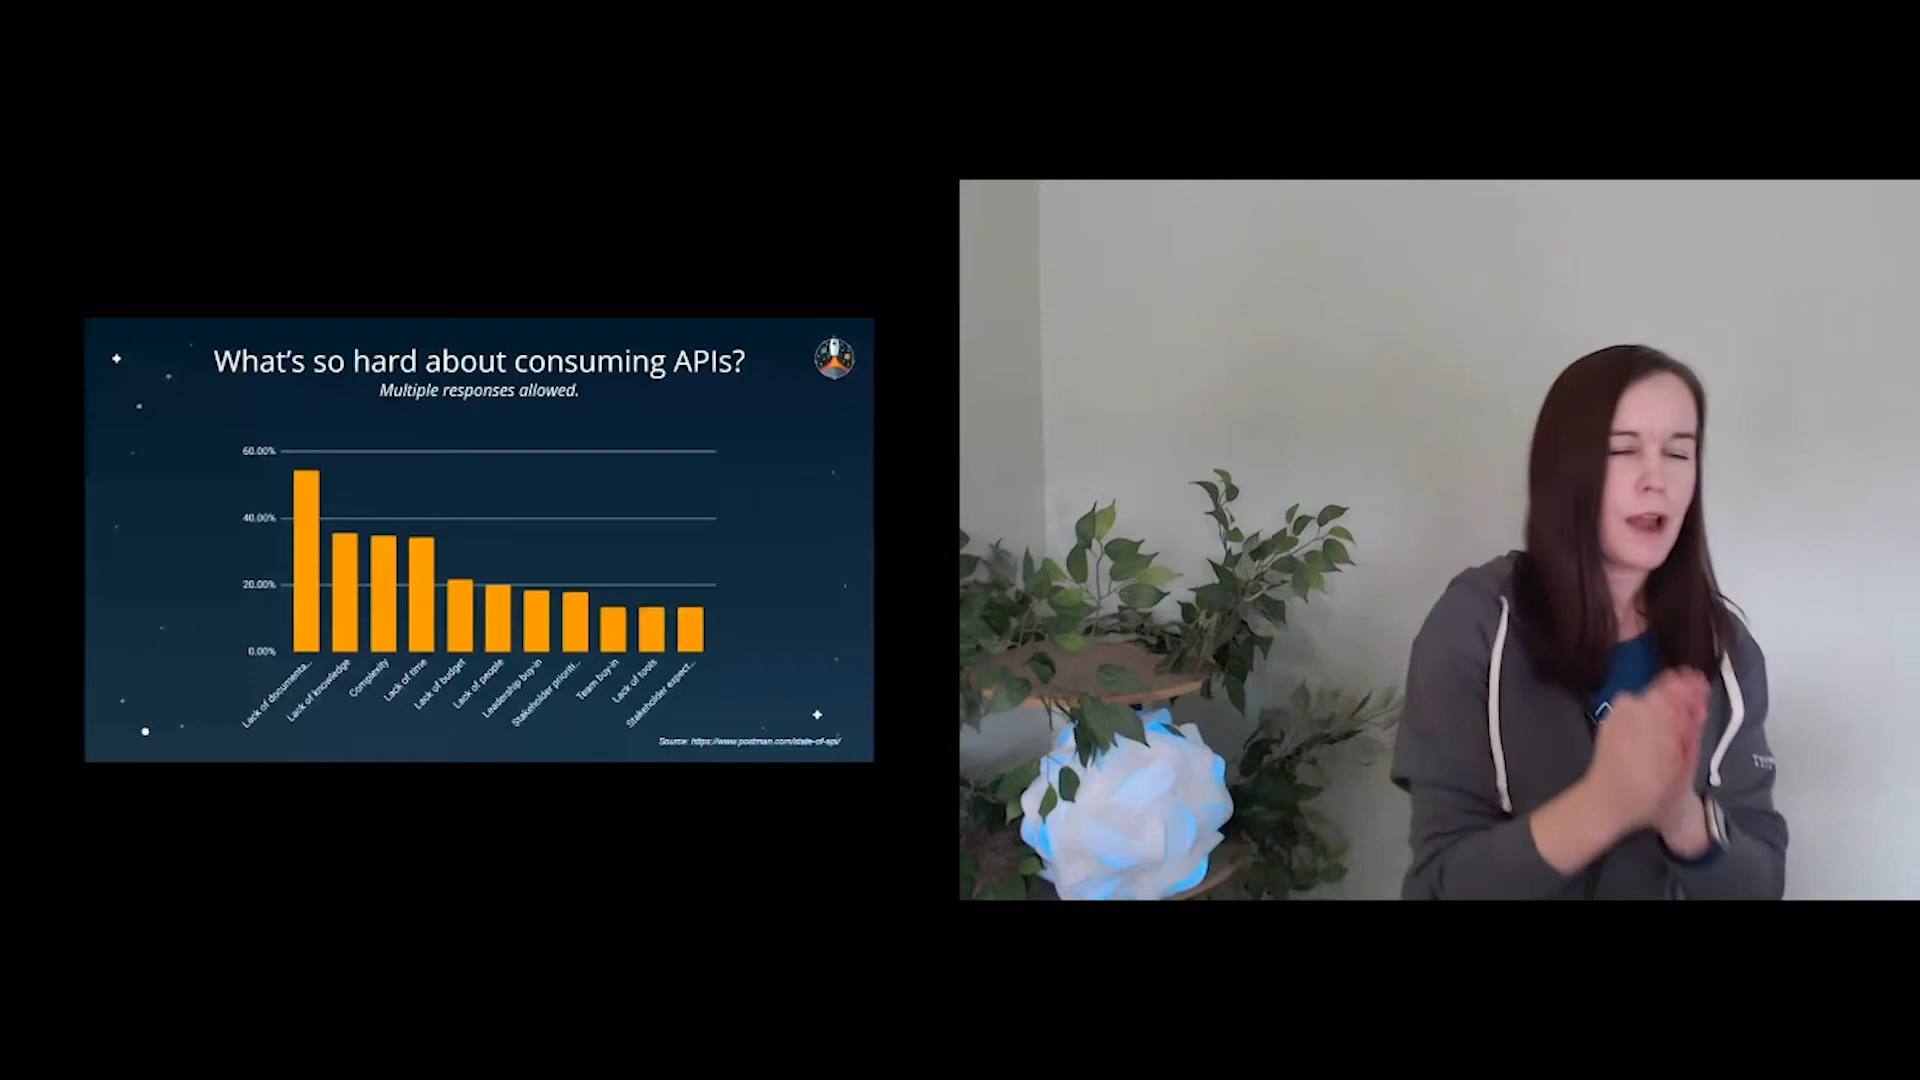 What's so hard about consuming APIs?
Multiple responses allowed.
60.00%
40.00%
20.00%
0.00%
Lack of documenta...
Lack of knowledge
Complexity
Lack of time
Lack of budget
Lack of people
Leadership buy-in
Stakeholder prioriti...
Team buy-in
Lack of tools
Stakeholder expect...
Source: https://www.postman.com/state-of-api/